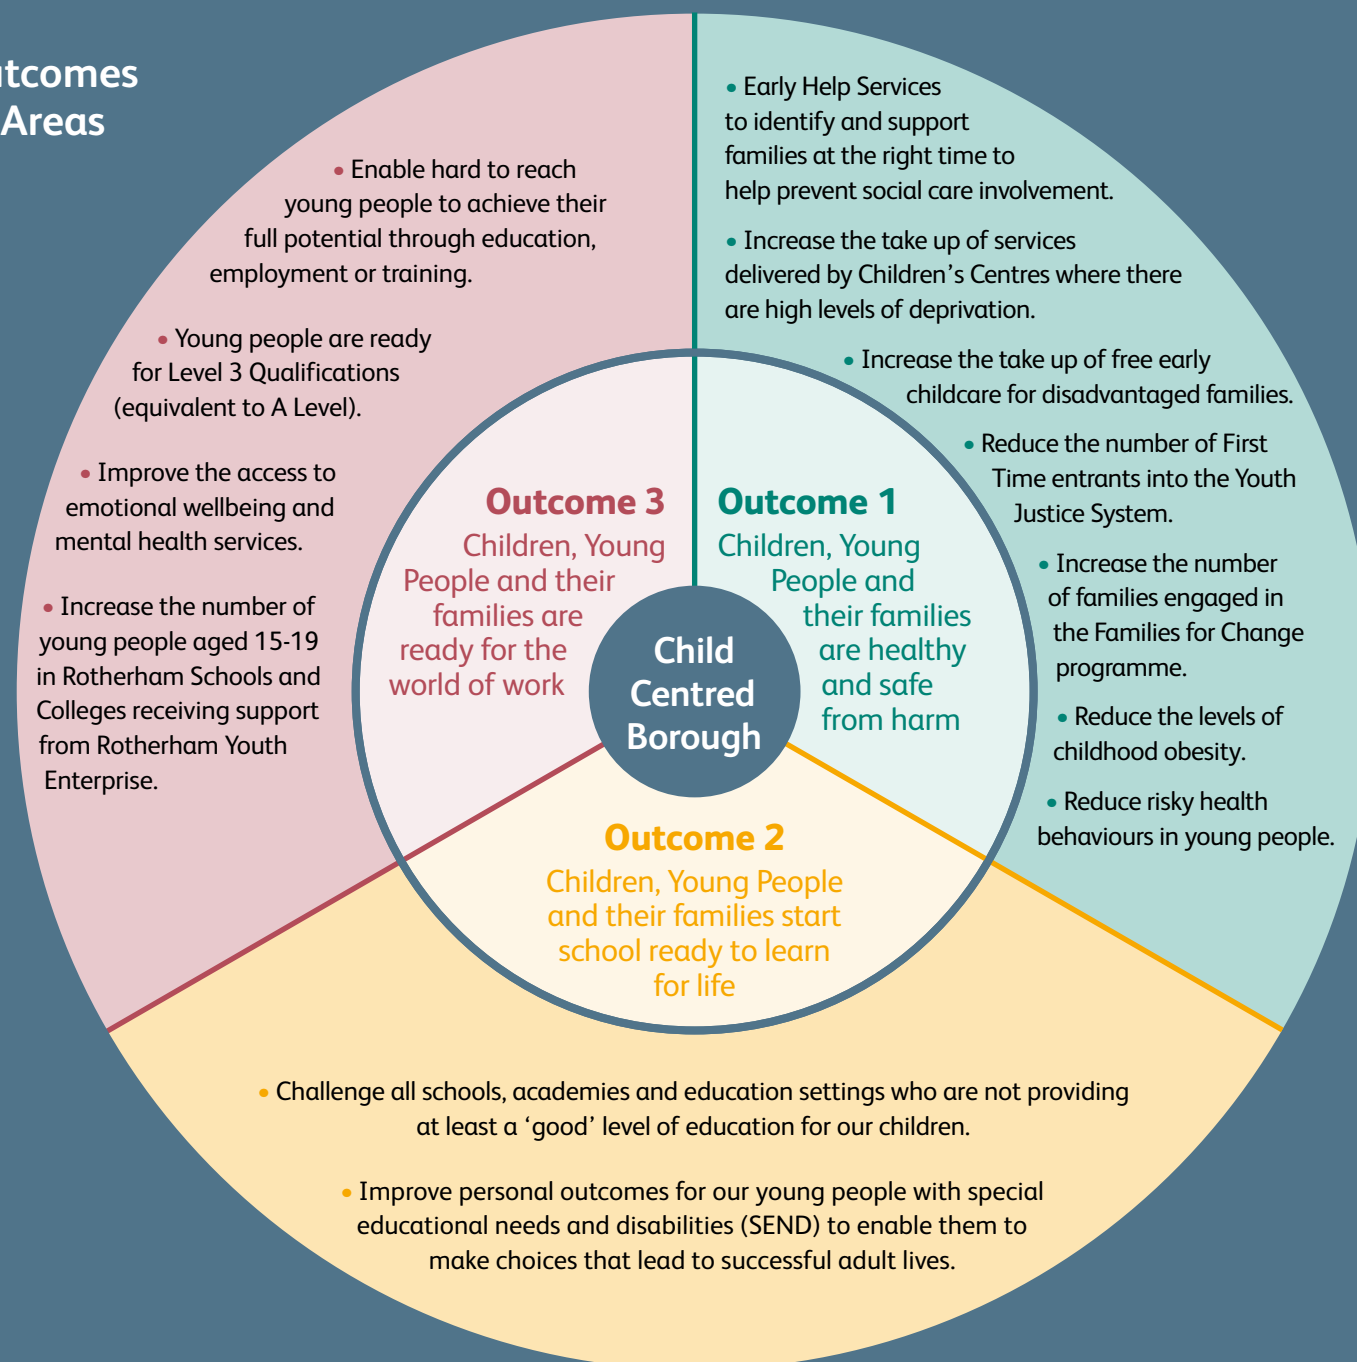 Areas
• Early Help Services
to identify and support
families at the right time to
help prevent social care involvement.
• Increase the take up of services
delivered by Children’s Centres where there
are high levels of deprivation.
• Increase the take up of free early
childcare for disadvantaged families.
• Reduce the number of First
Time entrants into the Youth
Justice System.
• Increase the number
of families engaged in
the Families for Change
programme.
• Reduce the levels of
childhood obesity.
• Reduce risky health
behaviours in young people.
• Enable hard to reach
young people to achieve their
full potential through education,
employment or training.
• Young people are ready
for Level 3 Qualifications
(equivalent to A Level).
• Improve the access to
emotional wellbeing and
mental health services.
• Increase the number of
young people aged 15-19
in Rotherham Schools and
Colleges receiving support
from Rotherham Youth
Enterprise.
Outcome 3
Children, Young
People and their
families are
ready for the
world of work
Outcome 1
Children, Young
People and
their families
are healthy
and safe
from harm
Child
Centred
Borough
Outcome 2
Children, Young People
and their families start
school ready to learn
for life
• Challenge all schools, academies and education settings who are not providing
at least a ‘good’ level of education for our children.
• Improve personal outcomes for our young people with special
educational needs and disabilities (SEND) to enable them to
make choices that lead to successful adult lives.